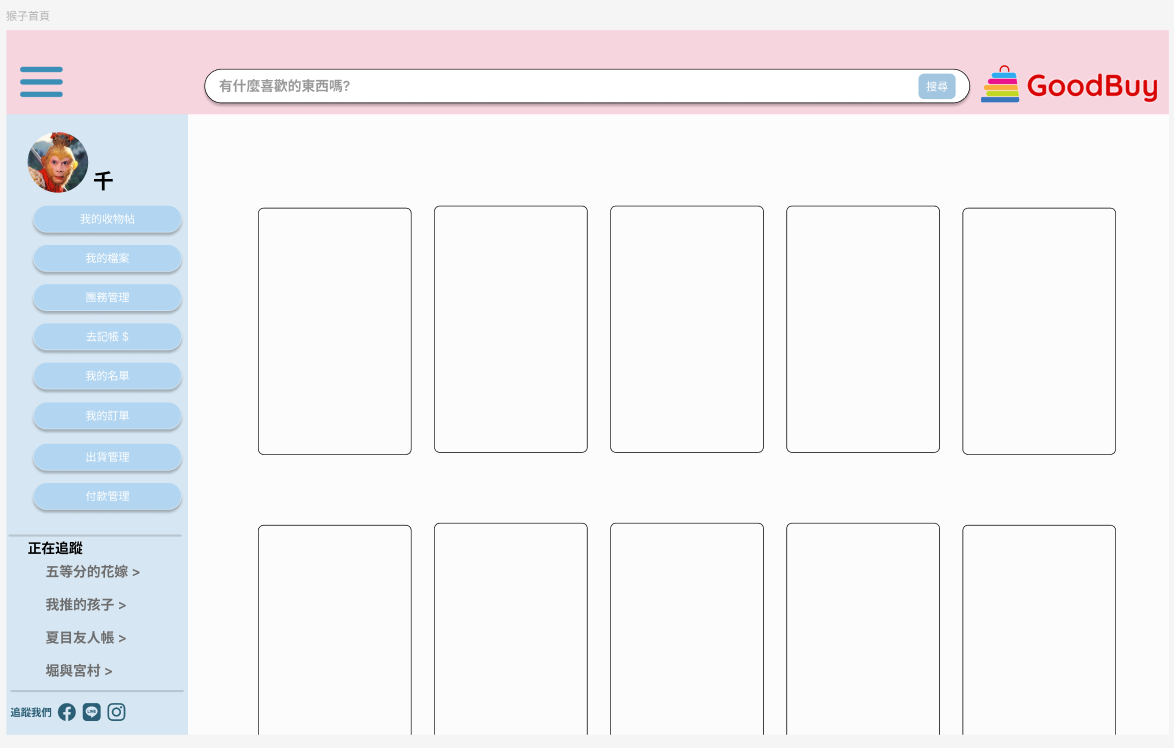 猴子首頁
有什麼喜歡的東西嗎?
搜尋
GoodBuy
千
我的收物帖
我的檔案
團務管理
去記帳 $
我的名單
我的訂單
出貨管理
付款管理
正在追蹤
五等分的花嫁 >
我推的孩子 >
夏目友人帳 >
堀與宮村 >
追蹤我們
LINE